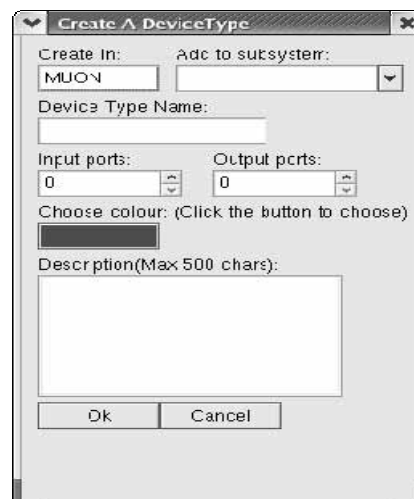 Create A DeviceType
Create In: Add to subsystem:
MUON
Device Type Name:
Input ports: Output ports:
0 0
Choose colour: (Click the button to choose)
Description(Max 500 chars):
Ok Cancel